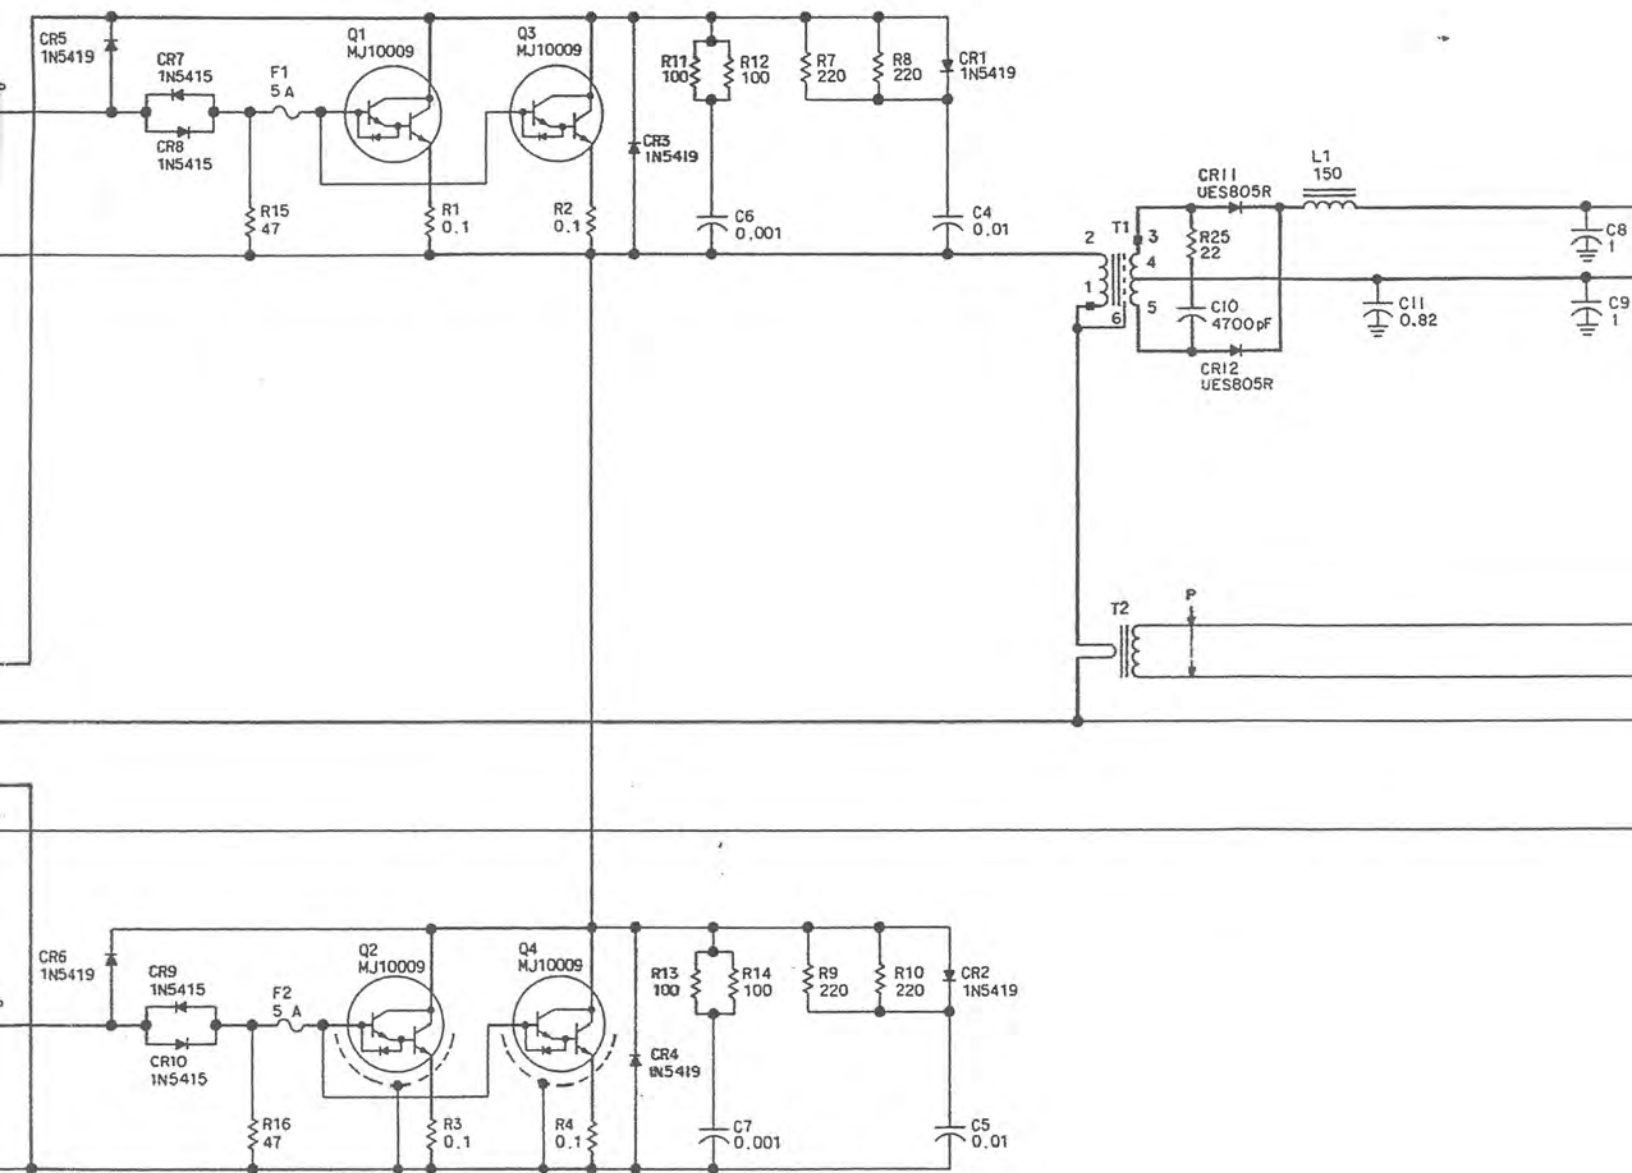 CR5
1N5419
CR7
1N5415
F1
5 A
CR8
1N5415
Q1
MJ10009
Q3
MJ10009
R11
100
R12
100
R7
220
R8
220
CR1
1N5419
CR3
1N5419
R15
47
R1
0.1
R2
0.1
C6
0.001
C4
0.01
T1
2
1
3
4
5
6
CR11
UES805R
L1
150
R25
22
C10
4700pF
CR12
UES805R
C8
1
C11
0.82
C9
1
T2
P
CR6
1N5419
CR9
1N5415
F2
5 A
CR10
1N5415
Q2
MJ10009
Q4
MJ10009
R13
100
R14
100
R9
220
R10
220
CR2
1N5419
CR4
1N5419
R16
47
R3
0.1
R4
0.1
C7
0.001
C5
0.01